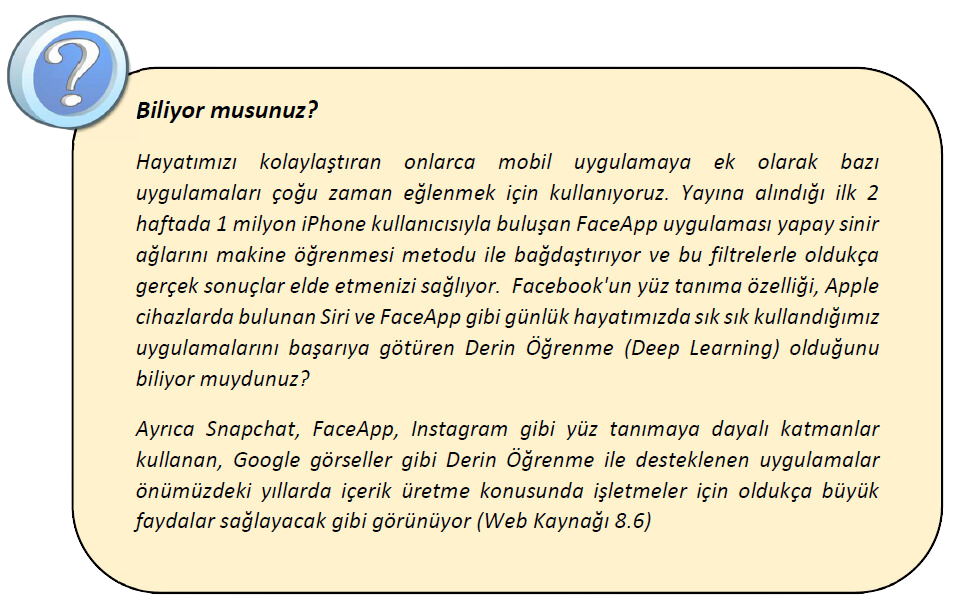 ?
Biliyor musunuz?
Hayatımızı kolaylaştıran onlarca mobil uygulamaya ek olarak bazı
uygulamaları çoğu zaman eğlenmek için kullanıyoruz. Yayına alındığı ilk 2
haftada 1 milyon iPhone kullanıcısıyla buluşan FaceApp uygulaması yapay sinir
ağlarını makine öğrenmesi metodu ile bağdaştırıyor ve bu filtrelerle oldukça
gerçek sonuçlar elde etmenizi sağlıyor. Facebook'un yüz tanıma özelliği, Apple
cihazlarda bulunan Siri ve FaceApp gibi günlük hayatımızda sık sık kullandığımız
uygulamalarını başarıya götüren Derin Öğrenme (Deep Learning) olduğunu
biliyor muydunuz?
Ayrıca Snapchat, FaceApp, Instagram gibi yüz tanımaya dayalı katmanlar
kullanan, Google görseller gibi Derin Öğrenme ile desteklenen uygulamalar
önümüzdeki yıllarda içerik üretme konusunda işletmeler için oldukça büyük
faydalar sağlayacak gibi görünüyor (Web Kaynağı 8.6)